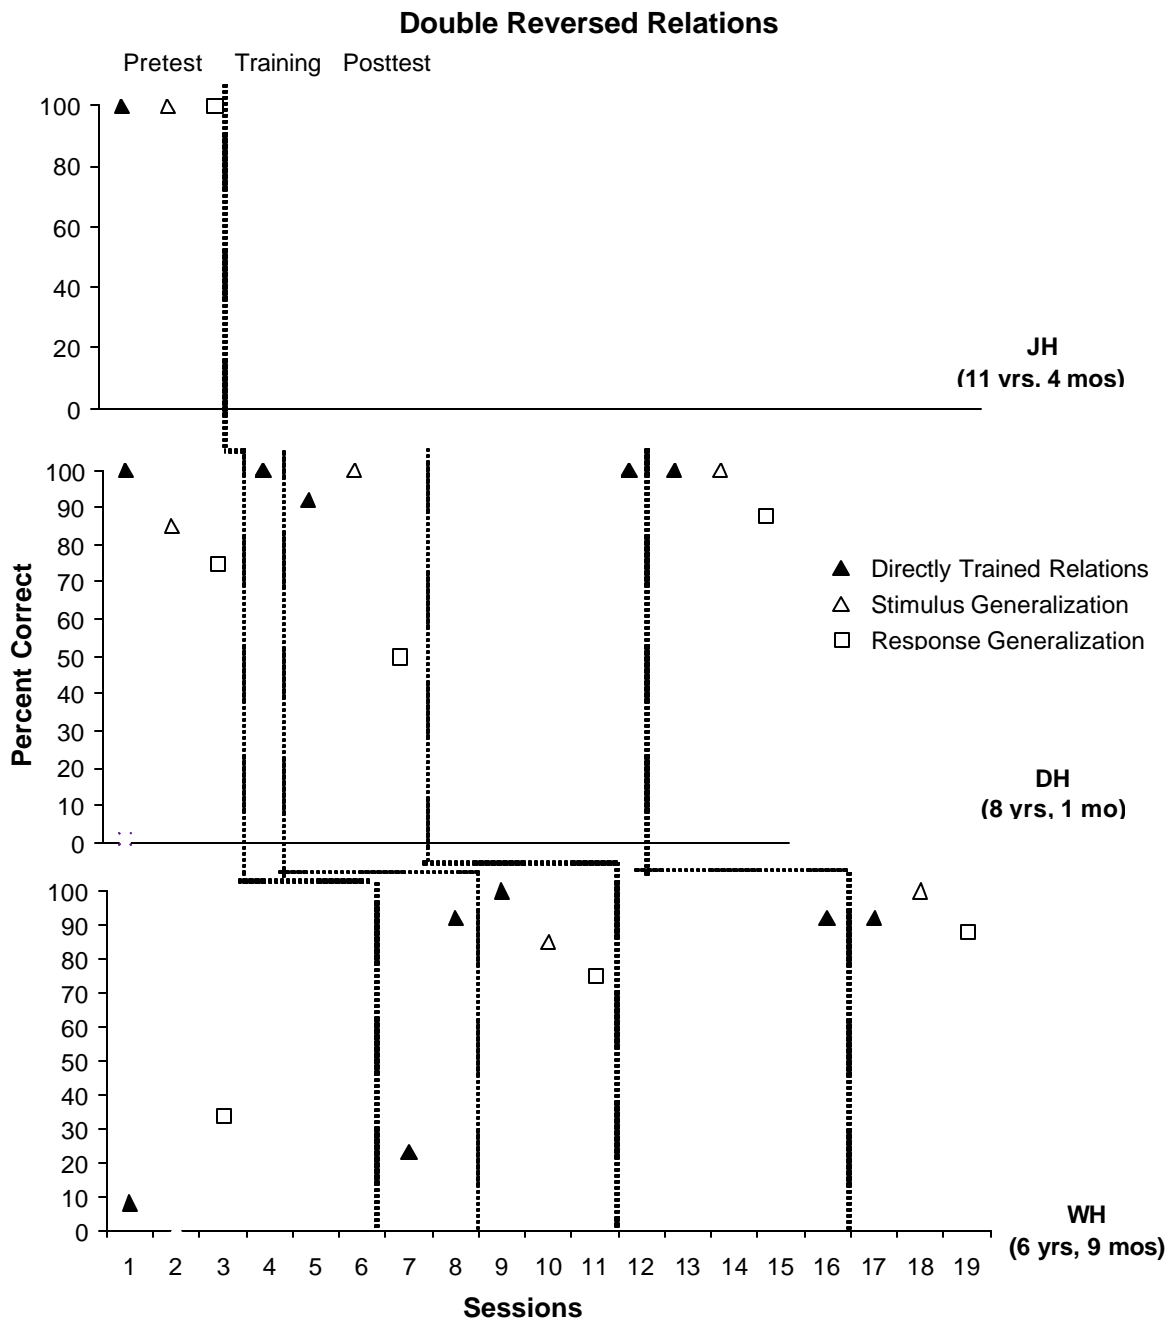 Double Reversed Relations
Pretest Training Posttest
100
80
60
40
20
0
JH
(11 yrs. 4 mos)
100
90
80
70
60
50
40
30
20
10
0
Percent Correct
Directly Trained Relations
Stimulus Generalization
Response Generalization
DH
(8 yrs, 1 mo)
100
90
80
70
60
50
40
30
20
10
0
WH
(6 yrs, 9 mos)
1 2 3 4 5 6 7 8 9 10 11 12 13 14 15 16 17 18 19
Sessions